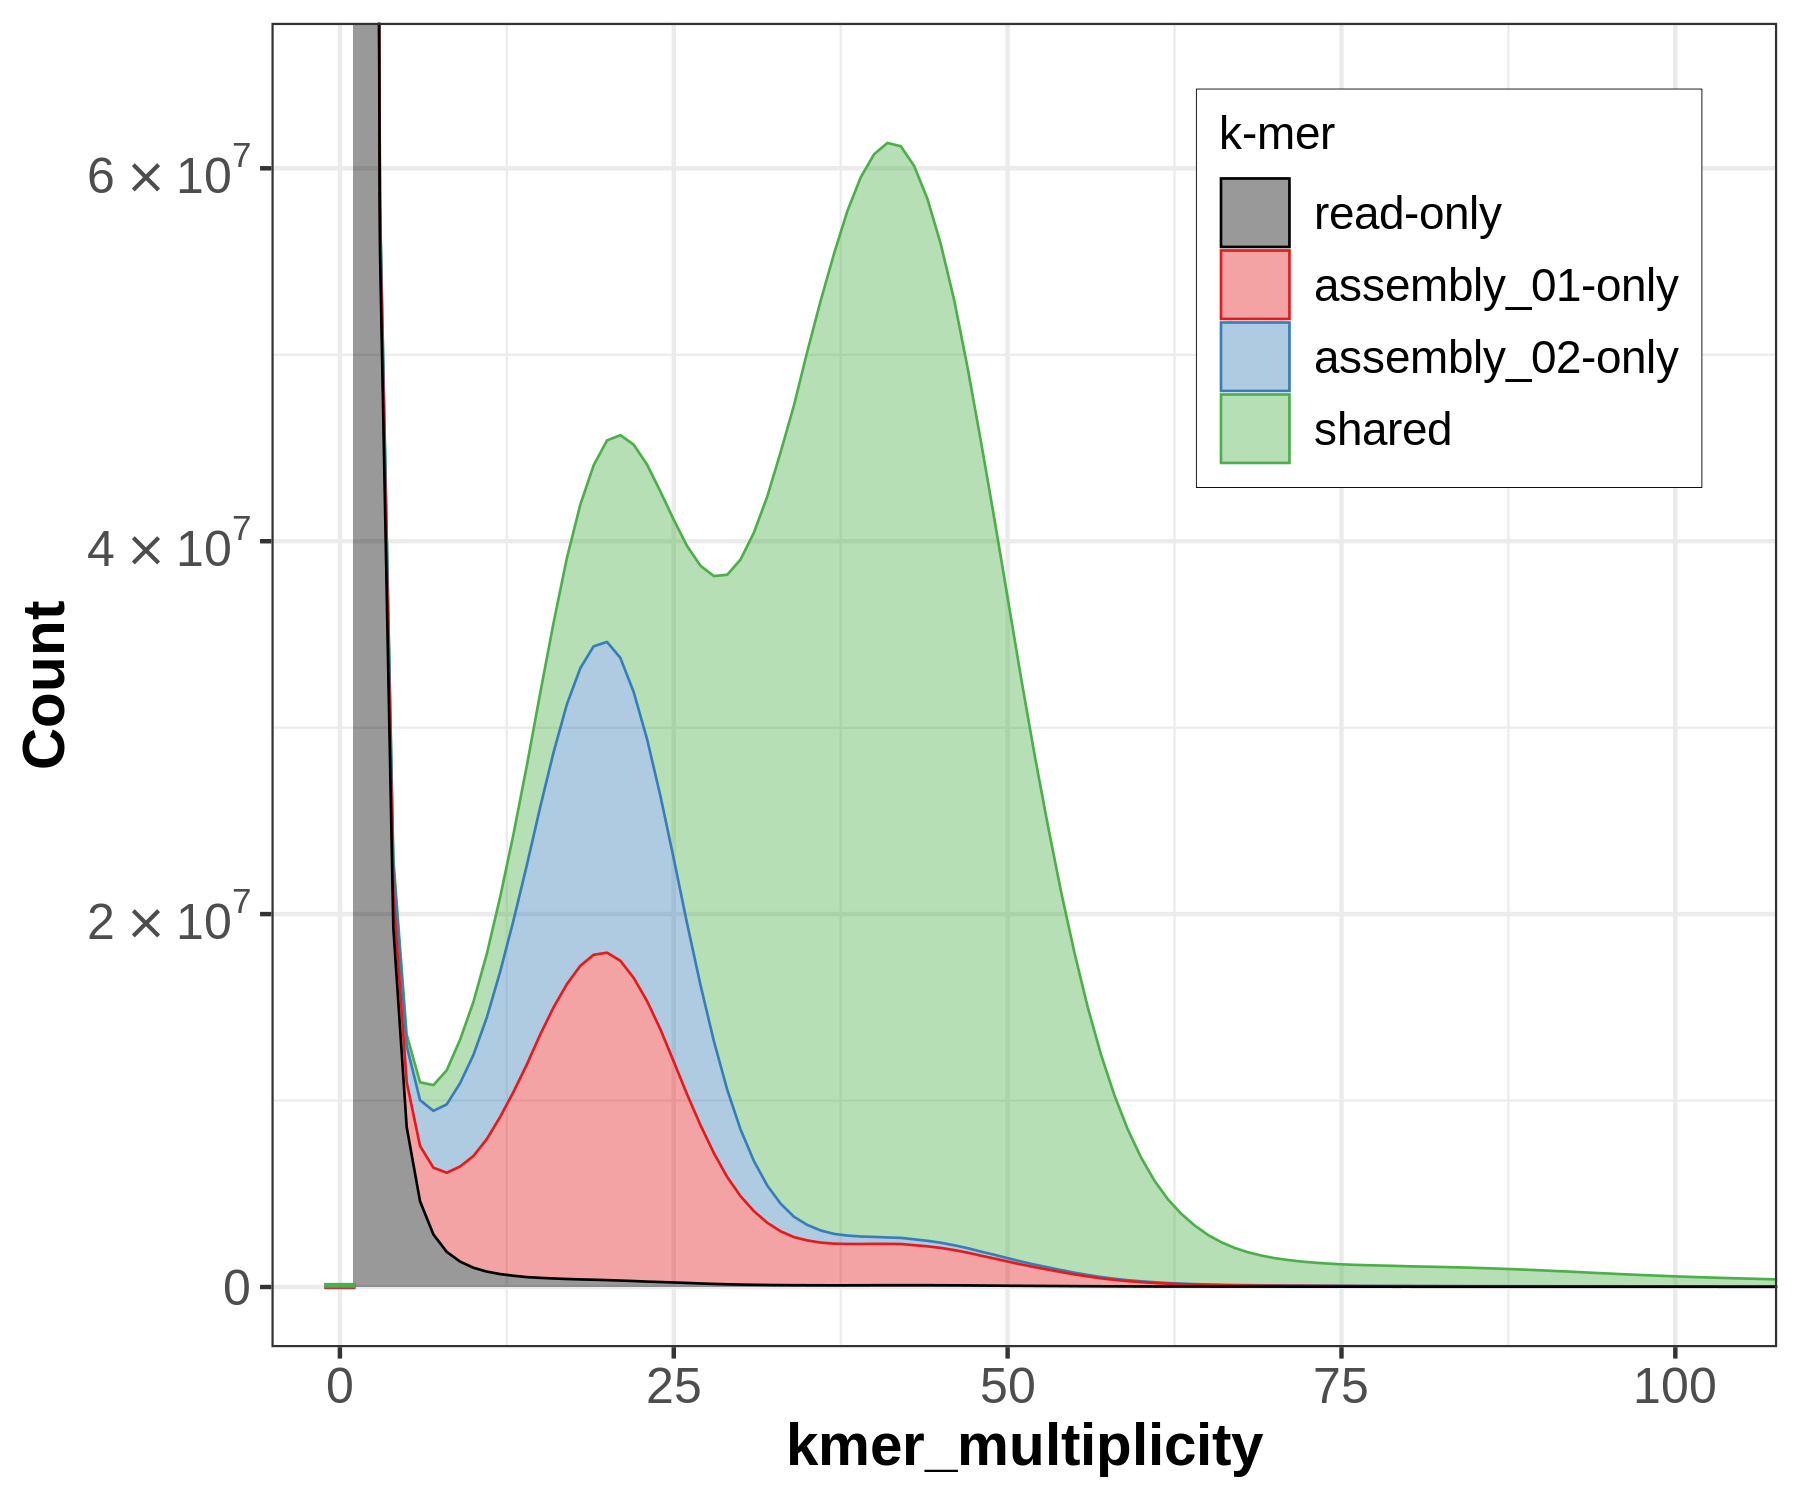 k-mer
read-only
assembly_01-only
assembly_02-only
shared
6 × 10⁷
4 × 10⁷
2 × 10⁷
0
Count
0 25 50 75 100
kmer_multiplicity